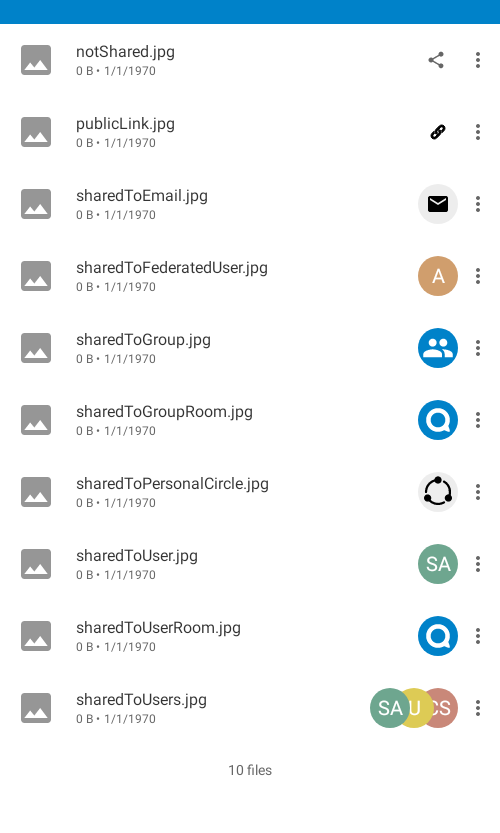 notShared.jpg
0 B • 1/1/1970
publicLink.jpg
0 B • 1/1/1970
sharedToEmail.jpg
0 B • 1/1/1970
sharedToFederatedUser.jpg
0 B • 1/1/1970
A
sharedToGroup.jpg
0 B • 1/1/1970
sharedToGroupRoom.jpg
0 B • 1/1/1970
sharedToPersonalCircle.jpg
0 B • 1/1/1970
sharedToUser.jpg
0 B • 1/1/1970
SA
sharedToUserRoom.jpg
0 B • 1/1/1970
sharedToUsers.jpg
0 B • 1/1/1970
SA U CS
10 files